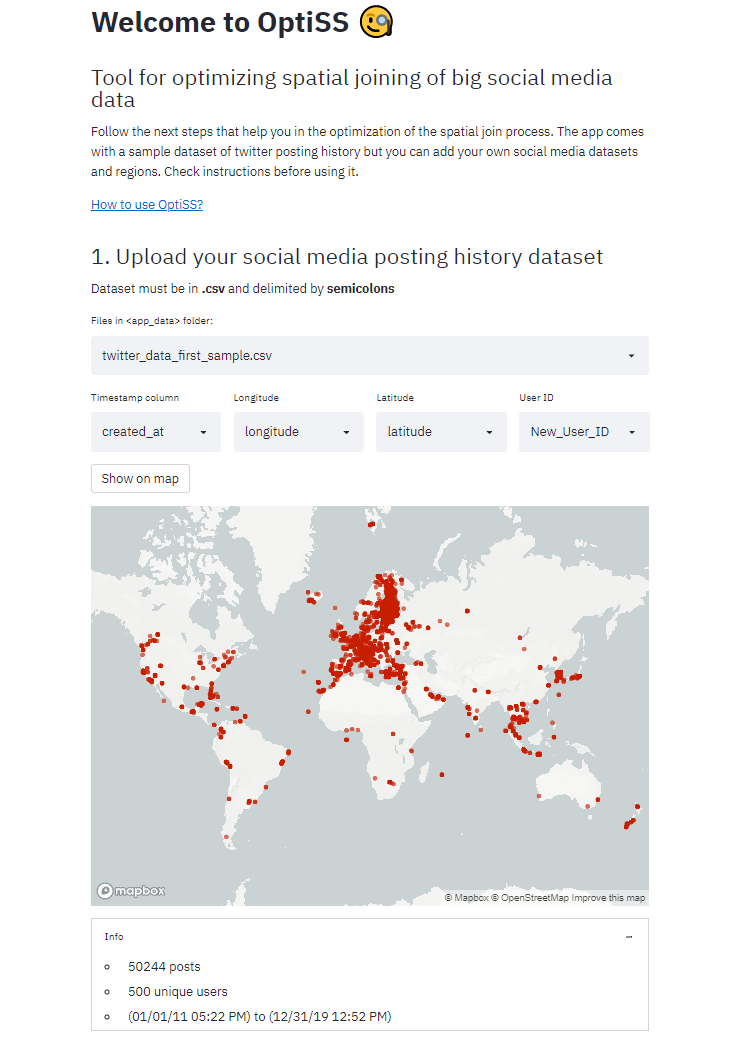 Welcome to OptiSS
Tool for optimizing spatial joining of big social media
data
Follow the next steps that help you in the optimization of the spatial join process. The app comes
with a sample dataset of twitter posting history but you can add your own social media datasets
and regions. Check instructions before using it.
How to use OptiSS?
1. Upload your social media posting history dataset
Dataset must be in .csv and delimited by semicolons
Files in <app_data> folder:
twitter_data_first_sample.csv
Timestamp column Longitude Latitude User ID
created_at longitude latitude New_User_ID
Show on map
mapbox
© Mapbox © OpenStreetMap Improve this map
Info
50244 posts
500 unique users
(01/01/11 05:22 PM) to (12/31/19 12:52 PM)